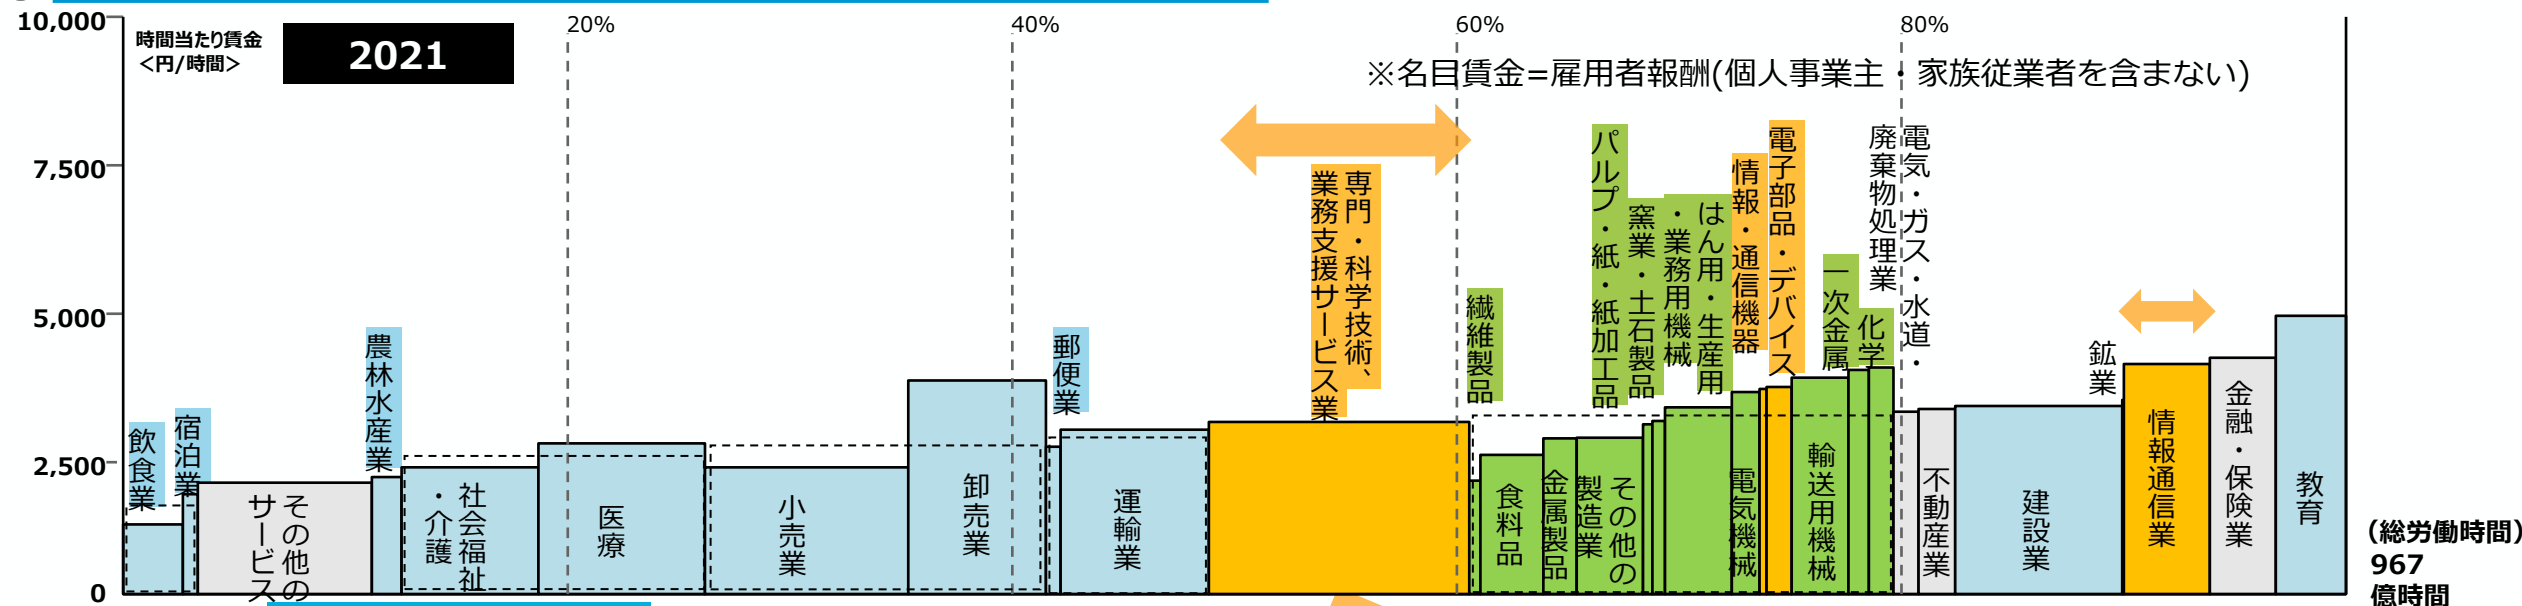 10,000
時間当たり賃金
<円/時間>
2021
20%
40%
60%
80%
※名目賃金=雇用者報酬(個人事業主・家族従業者を含まない)
7,500
5,000
2,500
0
飲食業
宿泊業
その他の
サービス
農林水産業
社会福祉
・介護
医療
小売業
卸売業
郵便業
運輸業
専門・科学技術、
業務支援サービス業
繊維製品
食料品
金属製品
その他の
製造業
パルプ・紙・紙加工品
窯業・土石製品
はん用・生産用
・業務用機械
電気機械
情報・通信機器
電子部品・デバイス
輸送用機械
一次金属
化学
電気・ガス・水道・
廃棄物処理業
不動産業
建設業
鉱業
情報通信業
金融・保険業
教育
(総労働時間)
967
億時間